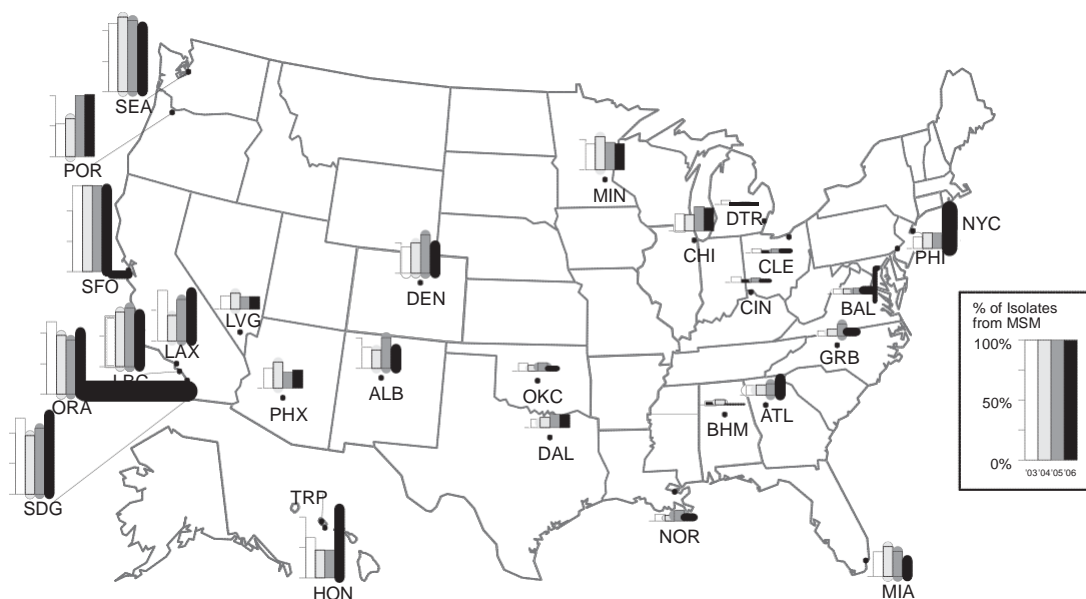 SEA
POR
SFO
ORA
LBG
LAX
SDG
LVG
PHX
ALB
DEN
MIN
CHI
DTR
CLE
CIN
NYC
PHI
BAL
GRB
OKC
DAL
BHM
ATL
NOR
MIA
TRP
HON
% of Isolates
from MSM
100%
50%
0%
'03 '04 '05 '06